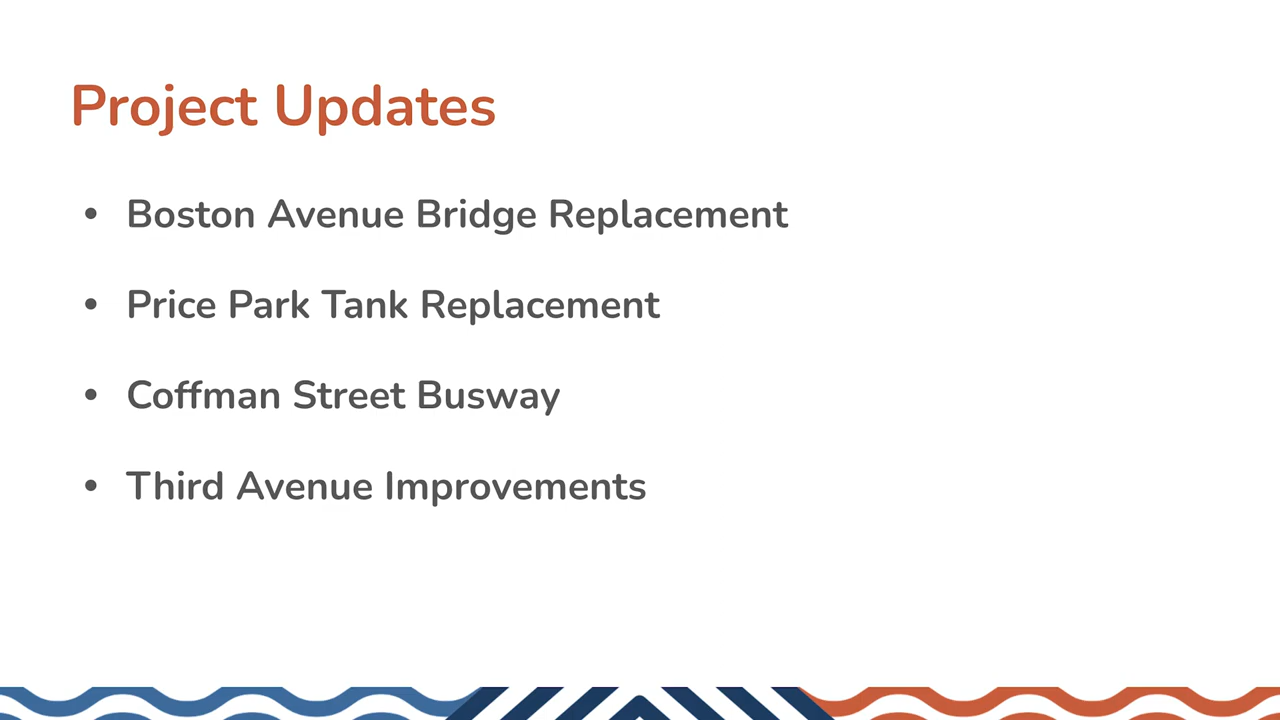 Project Updates
• Boston Avenue Bridge Replacement
• Price Park Tank Replacement
• Coffman Street Busway
• Third Avenue Improvements